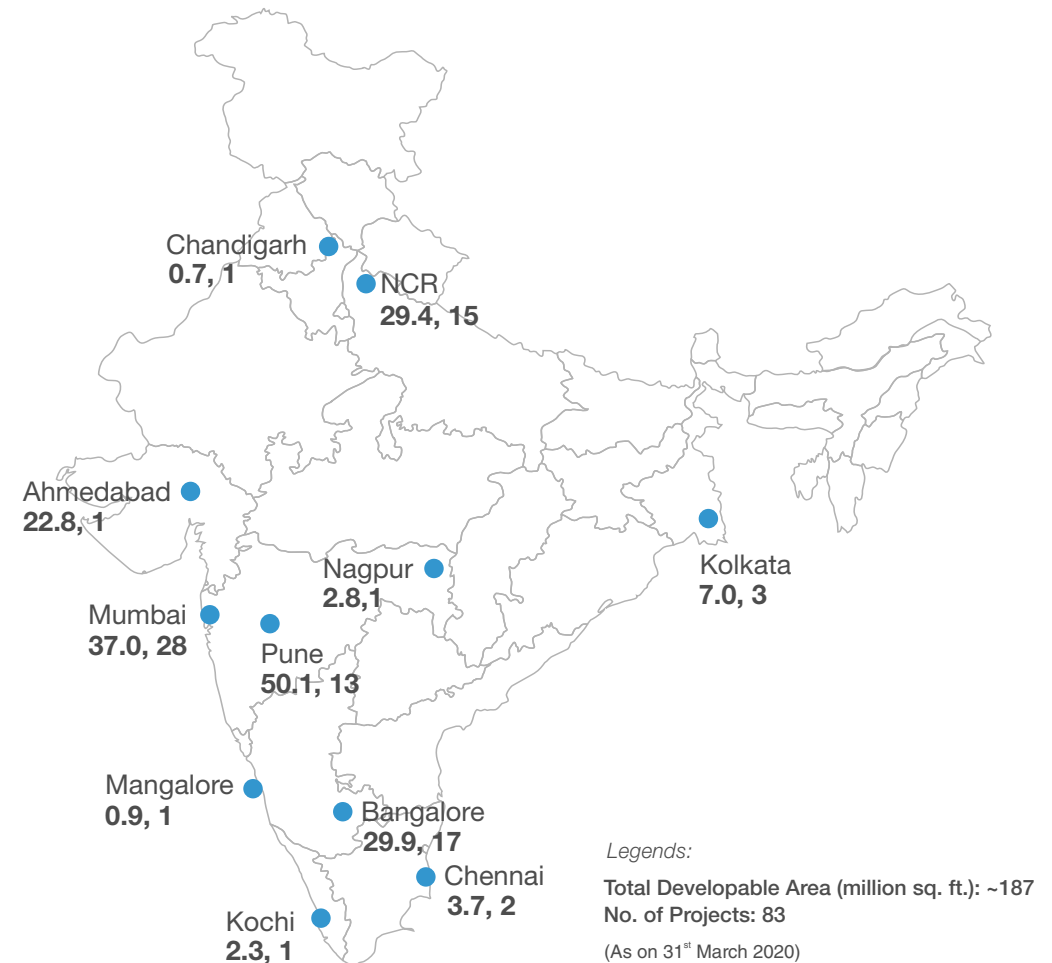 Chandigarh
0.7, 1
NCR
29.4, 15
Ahmedabad
22.8, 1
Nagpur
2.8,1
Kolkata
7.0, 3
Mumbai
37.0, 28
Pune
50.1, 13
Mangalore
0.9, 1
Bangalore
29.9, 17
Chennai
3.7, 2
Kochi
2.3, 1
Legends:
Total Developable Area (million sq. ft.): ~187
No. of Projects: 83
(As on 31st March 2020)